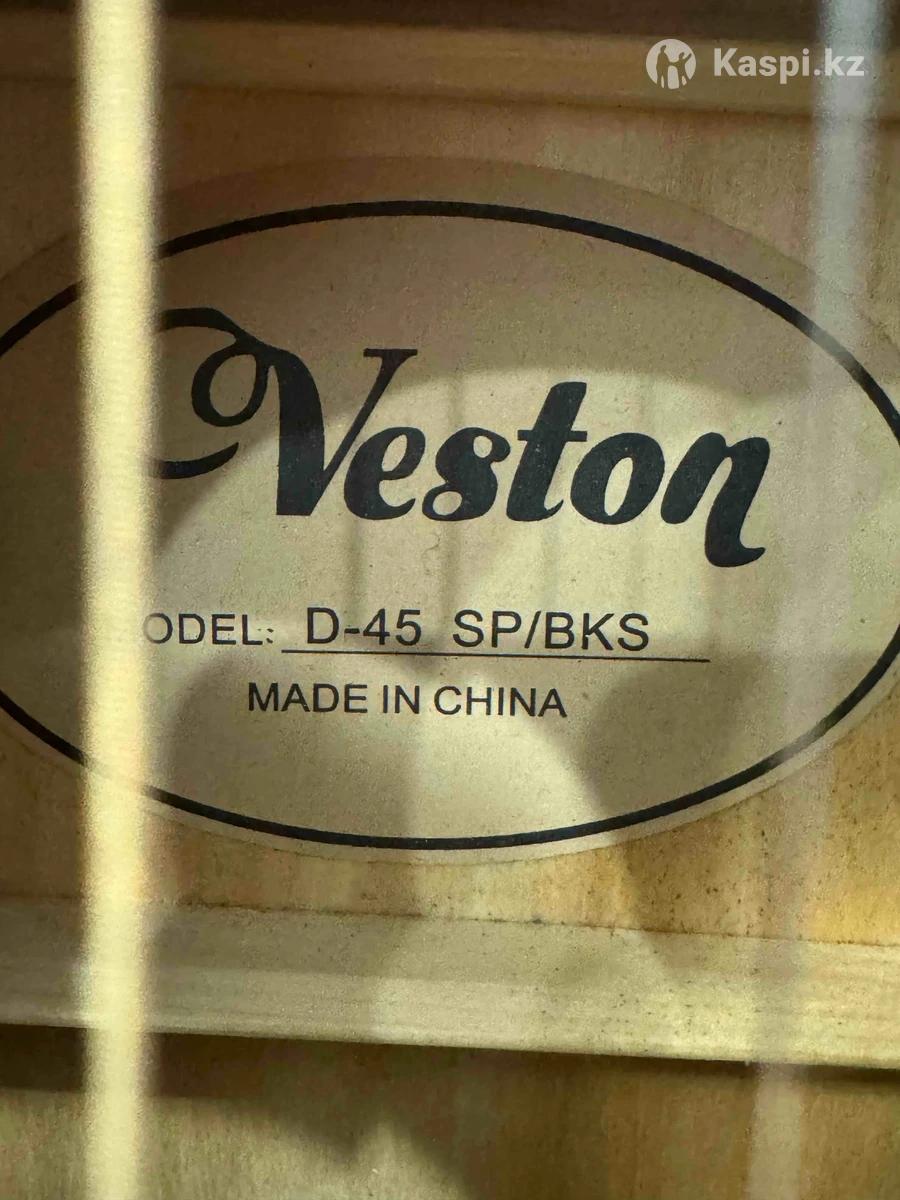 Kaspi.kz
Veston
ODEL: D-45 SP/BKS
MADE IN CHINA